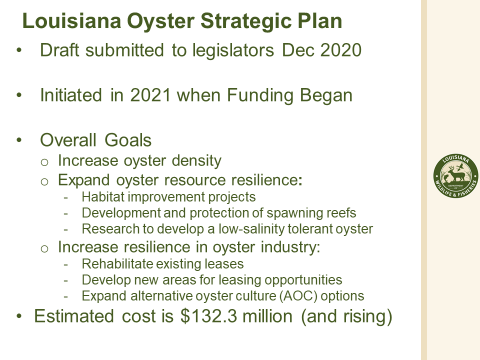 Louisiana Oyster Strategic Plan
• Draft submitted to legislators Dec 2020
• Initiated in 2021 when Funding Began
• Overall Goals
o Increase oyster density
o Expand oyster resource resilience:
- Habitat improvement projects
- Development and protection of spawning reefs
- Research to develop a low-salinity tolerant oyster
o Increase resilience in oyster industry:
- Rehabilitate existing leases
- Develop new areas for leasing opportunities
- Expand alternative oyster culture (AOC) options
• Estimated cost is $132.3 million (and rising)
LOUISIANA
WILDLIFE & FISHERIES